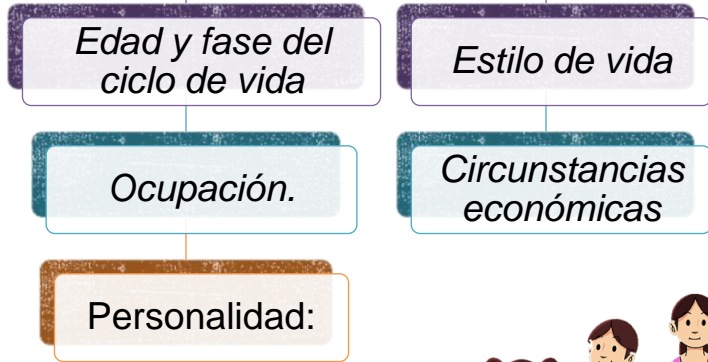 Edad y fase del
ciclo de vida
Estilo de vida
Ocupación.
Circunstancias
económicas
Personalidad: